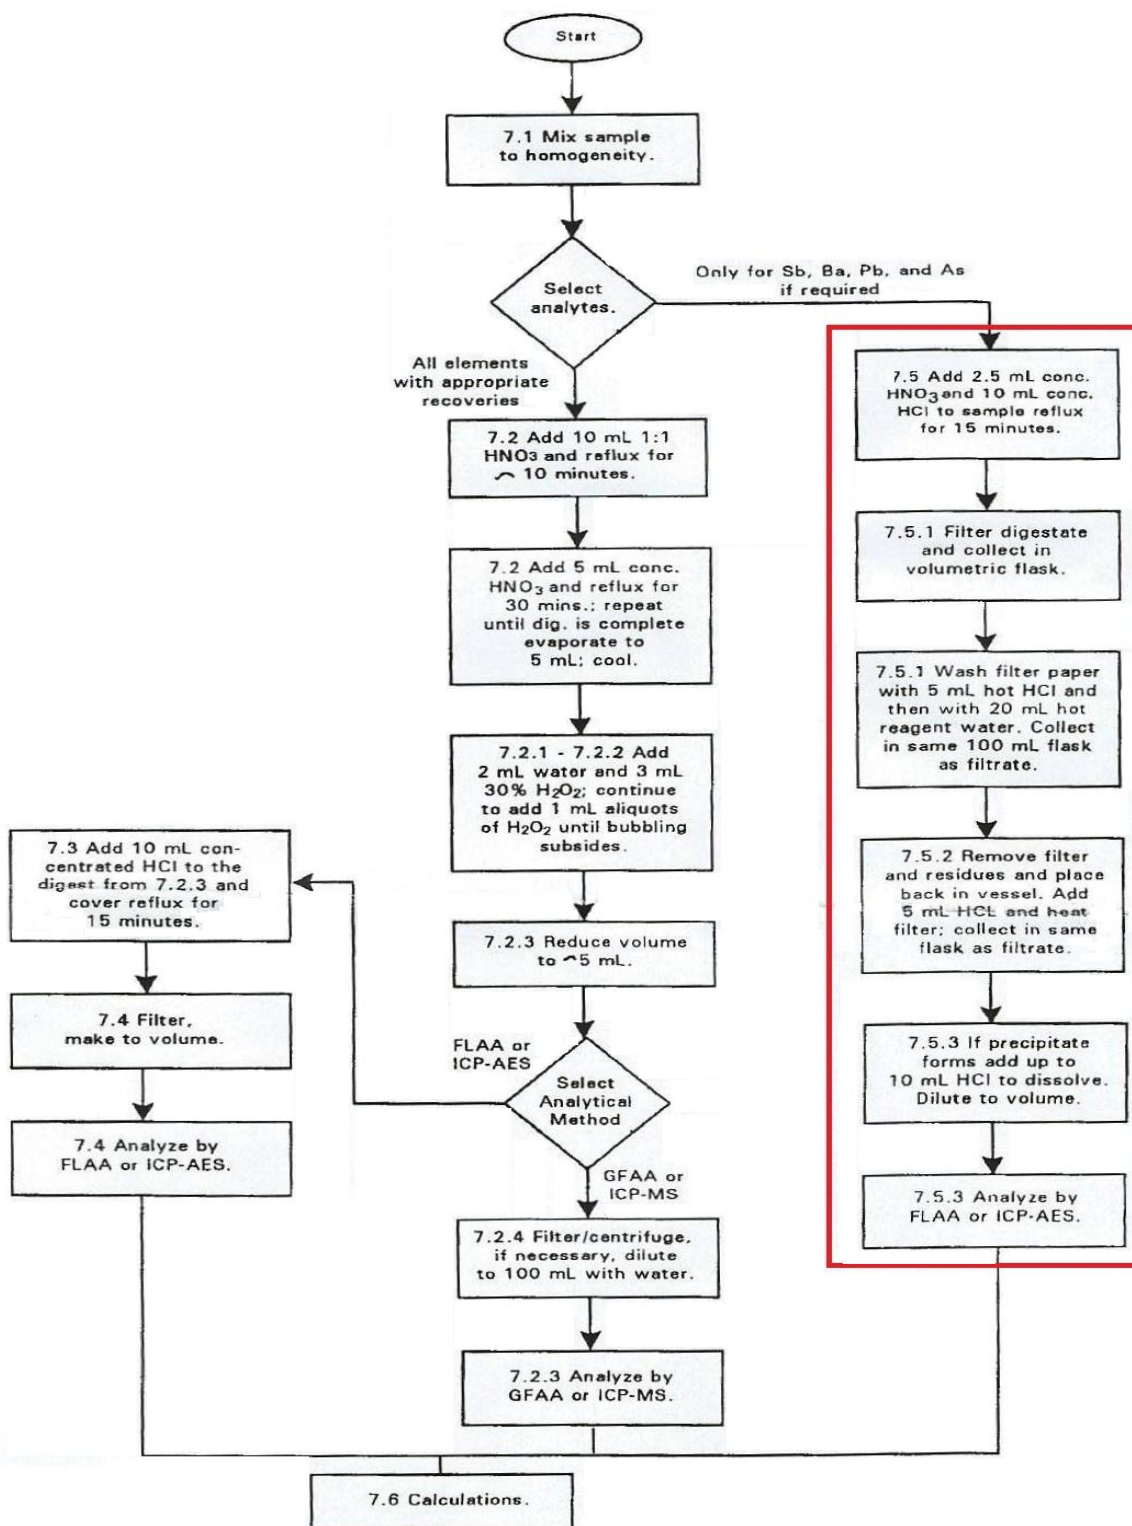 Start
7.1 Mix sample
to homogeneity.
Select
analytes.
Only for Sb, Ba, Pb, and As
if required
All elements
with appropriate
recoveries
7.2 Add 10 mL 1:1
HNO3 and reflux for
~ 10 minutes.
7.2 Add 5 mL conc.
HNO₃ and reflux for
30 mins.; repeat
until dig. is complete
evaporate to
5 mL; cool.
7.2.1 - 7.2.2 Add
2 mL water and 3 mL
30% H₂O₂; continue
to add 1 mL aliquots
of H₂O₂ until bubbling
subsides.
7.2.3 Reduce volume
to ~5 mL.
FLAA or
ICP-AES
Select
Analytical
Method
GFAA or
ICP-MS
7.2.4 Filter/centrifuge,
if necessary, dilute
to 100 mL with water.
7.2.3 Analyze by
GFAA or ICP-MS.
7.3 Add 10 mL con-
centrated HCl to the
digest from 7.2.3 and
cover reflux for
15 minutes.
7.4 Filter,
make to volume.
7.4 Analyze by
FLAA or ICP-AES.
7.5 Add 2.5 mL conc.
HNO₃ and 10 mL conc.
HCl to sample reflux
for 15 minutes.
7.5.1 Filter digestate
and collect in
volumetric flask.
7.5.1 Wash filter paper
with 5 mL hot HCl and
then with 20 mL hot
reagent water. Collect
in same 100 mL flask
as filtrate.
7.5.2 Remove filter
and residues and place
back in vessel. Add
5 mL HCL and heat
filter; collect in same
flask as filtrate.
7.5.3 If precipitate
forms add up to
10 mL HCl to dissolve.
Dilute to volume.
7.5.3 Analyze by
FLAA or ICP-AES.
7.6 Calculations.